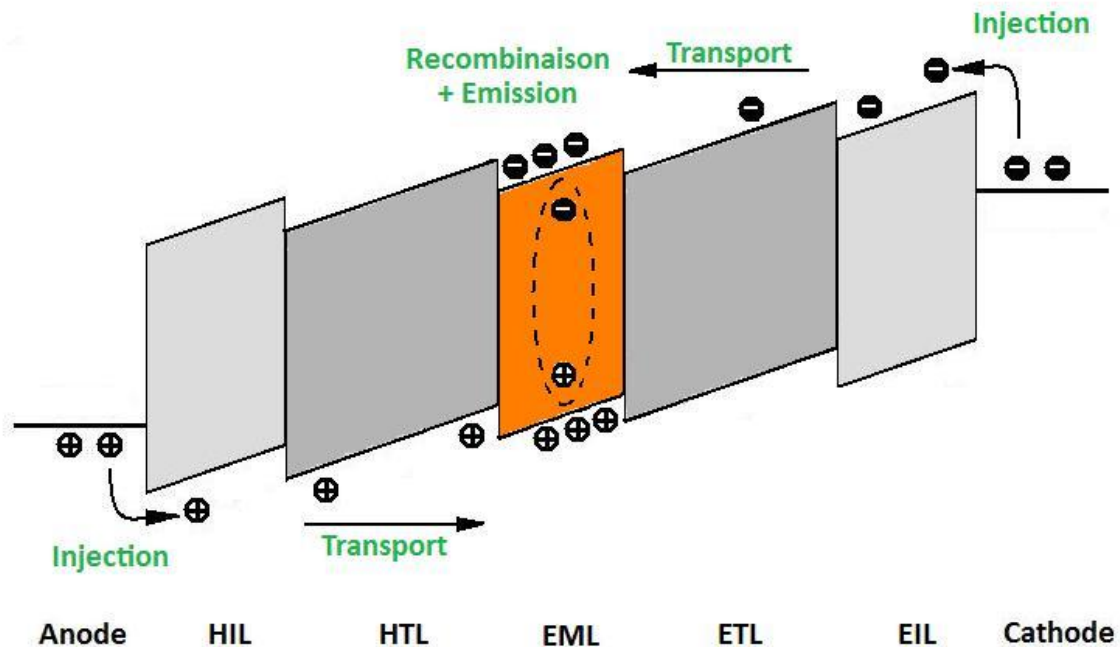 Injection
Transport
Recombinaison
+ Emission
Transport
Injection
Anode HIL HTL EML ETL EIL Cathode